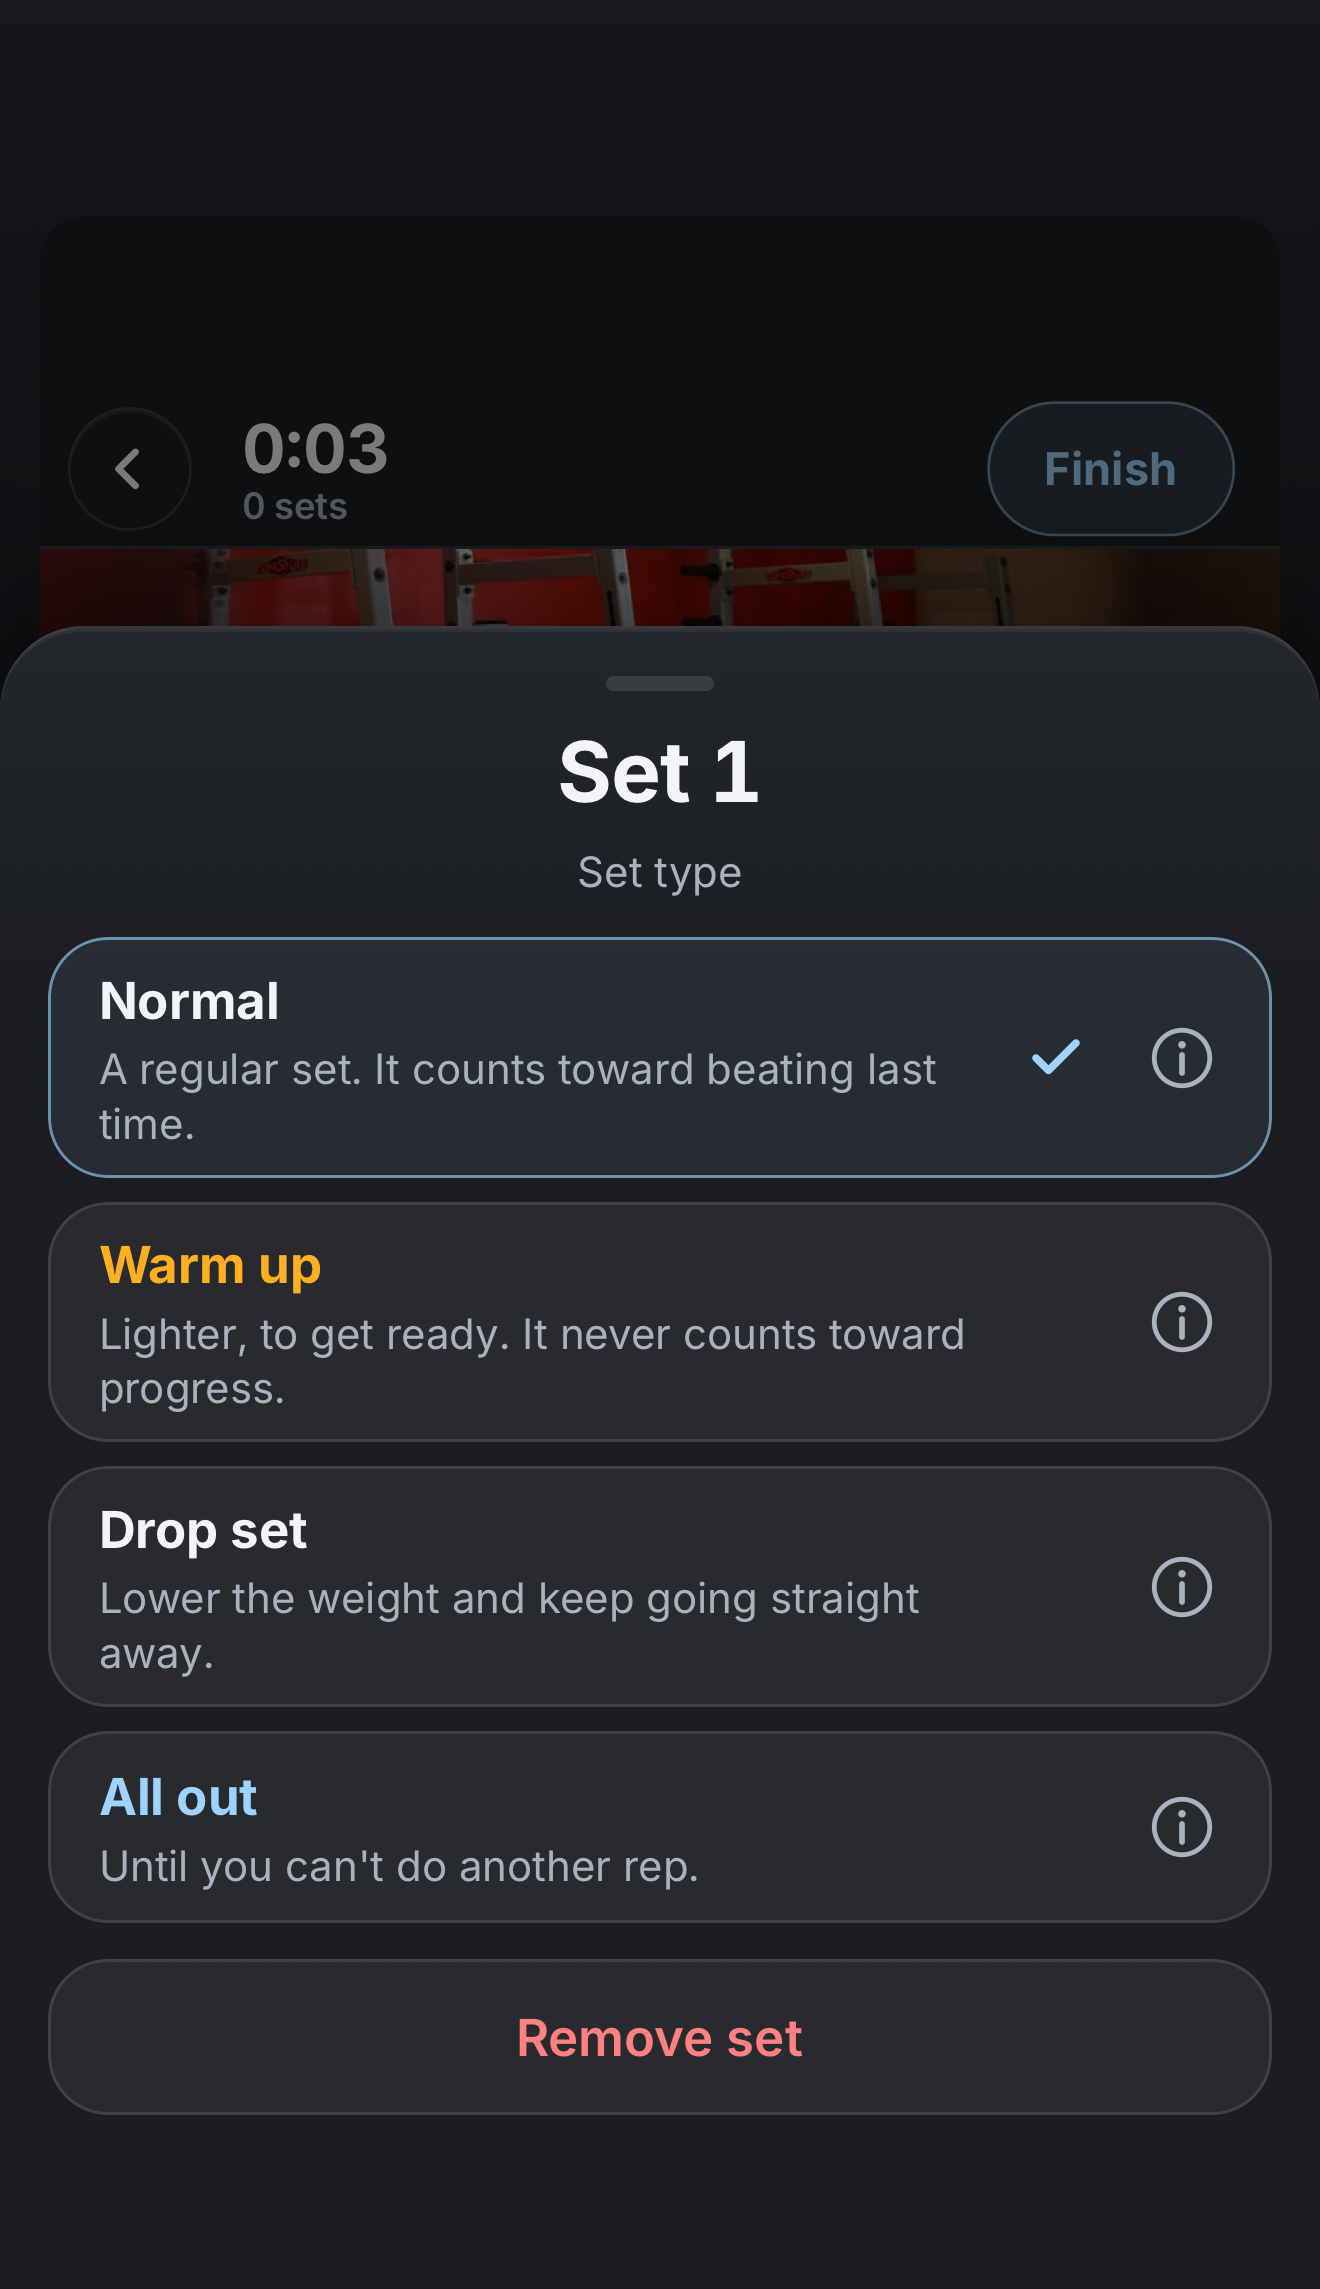 0:03
0 sets
Finish
Set 1
Set type
Normal
A regular set. It counts toward beating last
time.
Warm up
Lighter, to get ready. It never counts toward
progress.
Drop set
Lower the weight and keep going straight
away.
All out
Until you can't do another rep.
Remove set